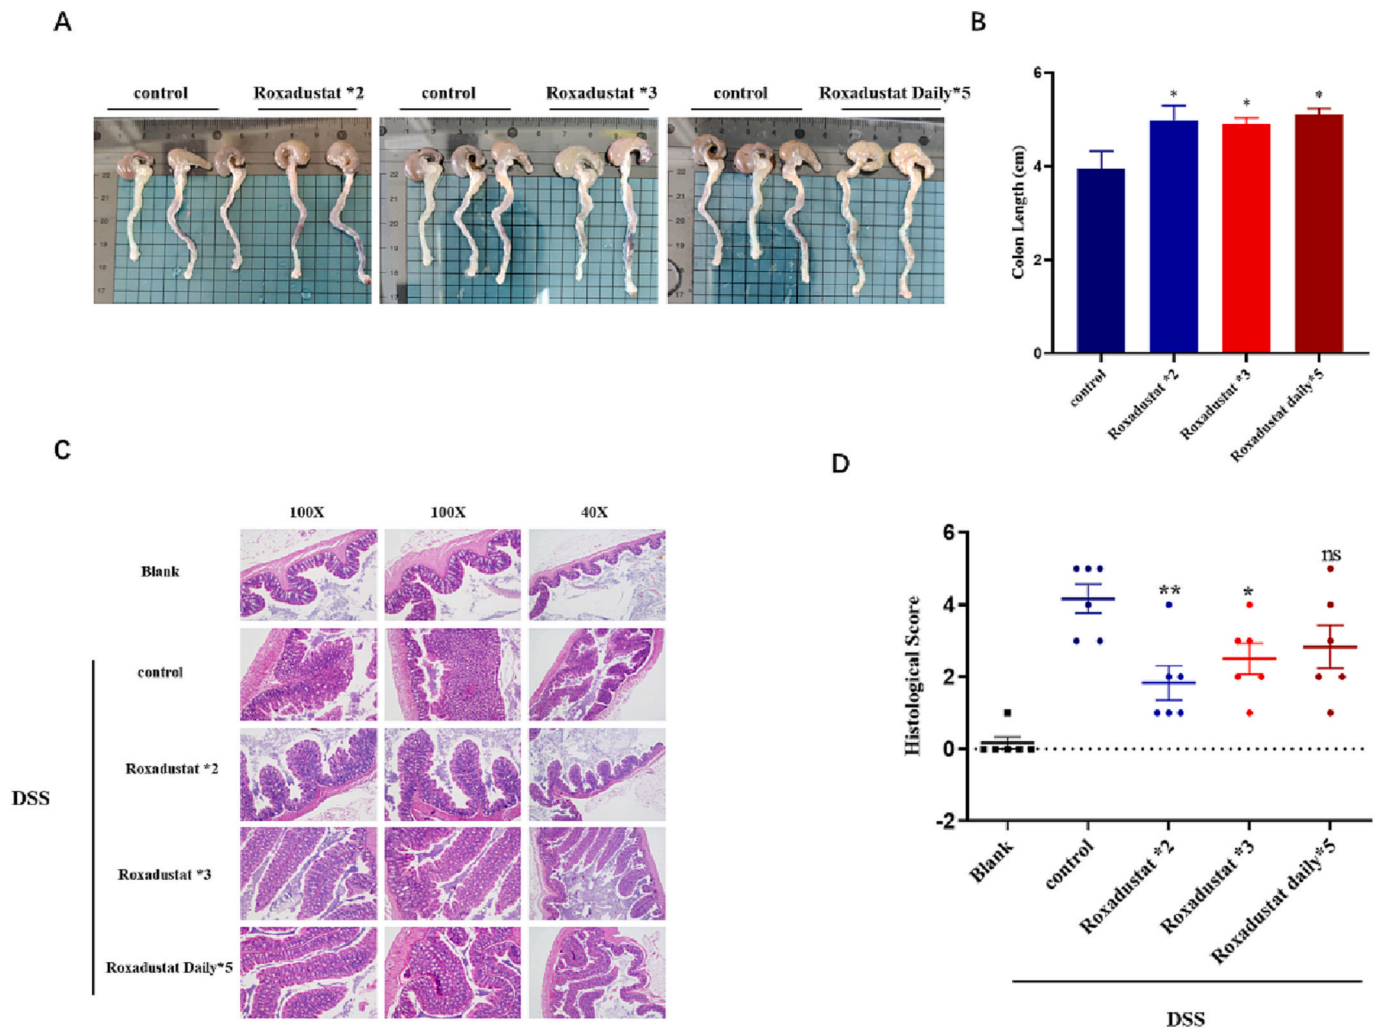 A
B
control
Roxadustat *2
control
Roxadustat *3
control
Roxadustat Daily*5
6
4
2
0
Colon Length (cm)
*
*
*
control
Roxadustat *2
Roxadustat *3
Roxadustat daily*5
C
D
100X
100X
40X
Blank
control
Roxadustat *2
Roxadustat *3
Roxadustat Daily*5
DSS
6
4
2
0
-2
Histological Score
**
*
ns
Blank
control
Roxadustat *2
Roxadustat *3
Roxadustat daily*5
DSS